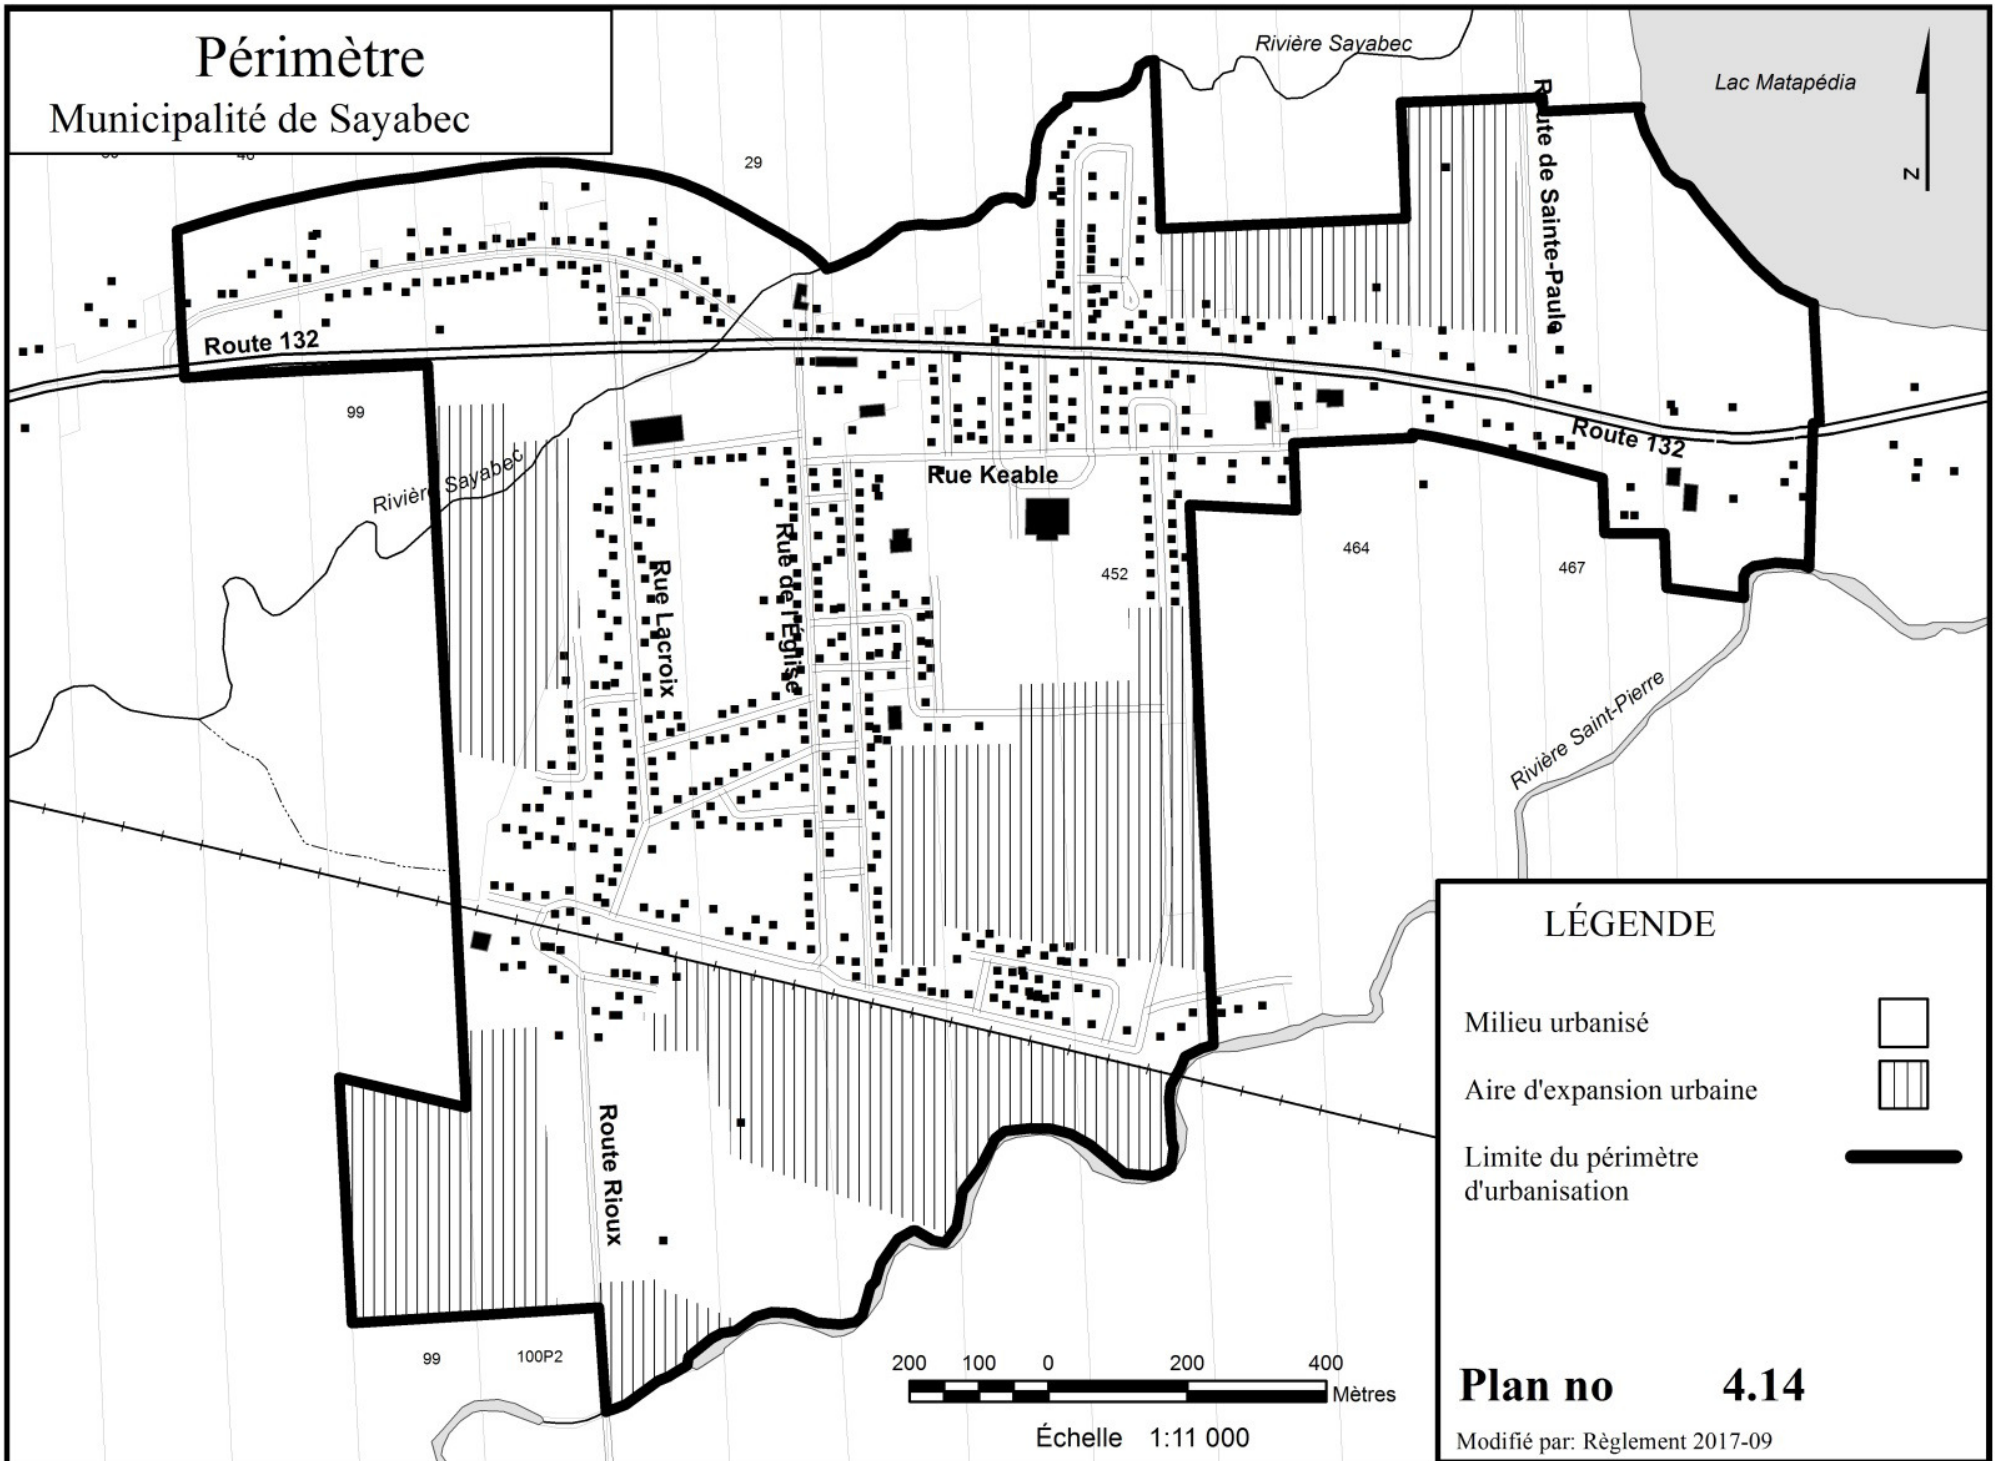 Périmètre
Municipalité de Sayabec
29
Rivière Sayabec
Lac Matapédia
N
Route de Sainte-Paule
Route 132
99
Rivière Sayabec
Rue Keable
Route 132
Rue Lacroix
Rue de l'Église
452
464
467
Rivière Saint-Pierre
Route Rioux
99
100P2
200 100 0 200 400
Mètres
Échelle 1:11 000
LÉGENDE
Milieu urbanisé
Aire d'expansion urbaine
Limite du périmètre
d'urbanisation
Plan no 4.14
Modifié par: Règlement 2017-09